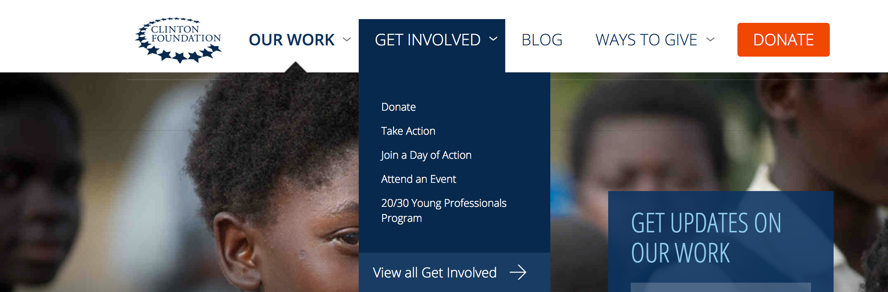 CLINTON
FOUNDATION
OUR WORK
GET INVOLVED
BLOG
WAYS TO GIVE
DONATE
Donate
Take Action
Join a Day of Action
Attend an Event
20/30 Young Professionals
Program
View all Get Involved
GET UPDATES ON
OUR WORK